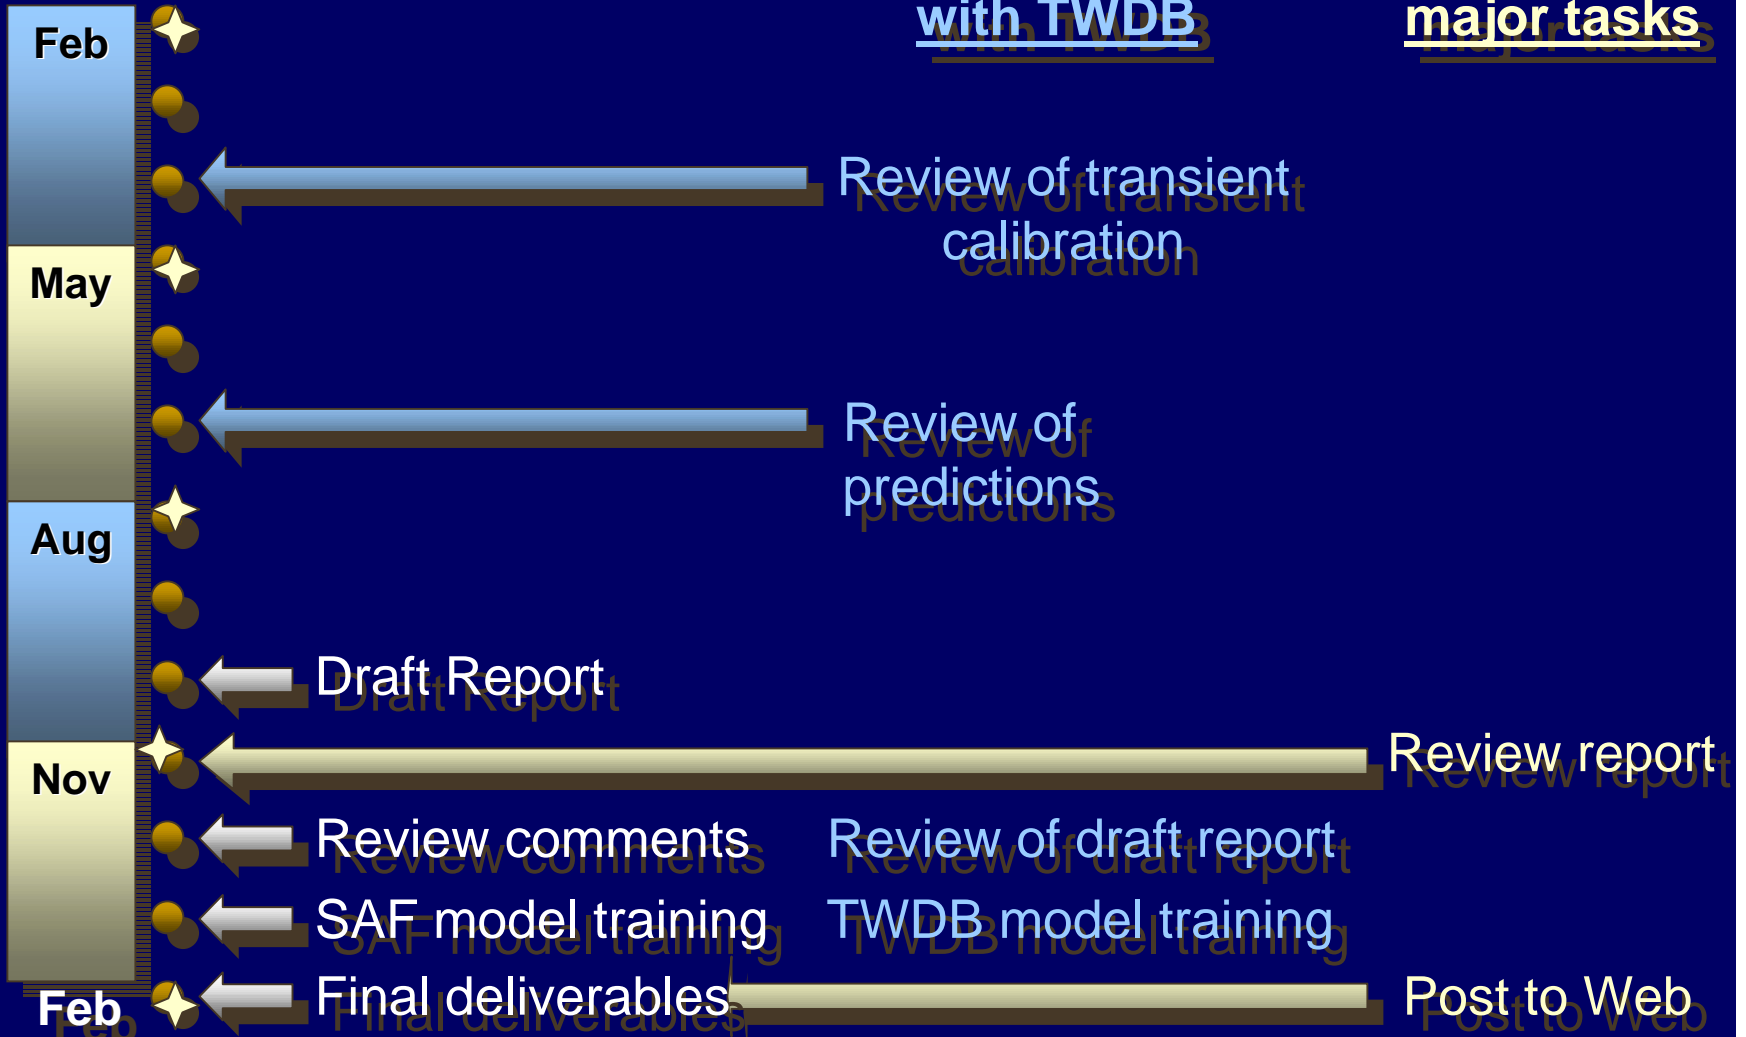 with TWDB
major tasks
Feb
Review of transient
calibration
May
Review of
predictions
Aug
Draft Report
Nov
Review report
Review comments
Review of draft report
SAF model training
TWDB model training
Feb
Final deliverables
Post to Web